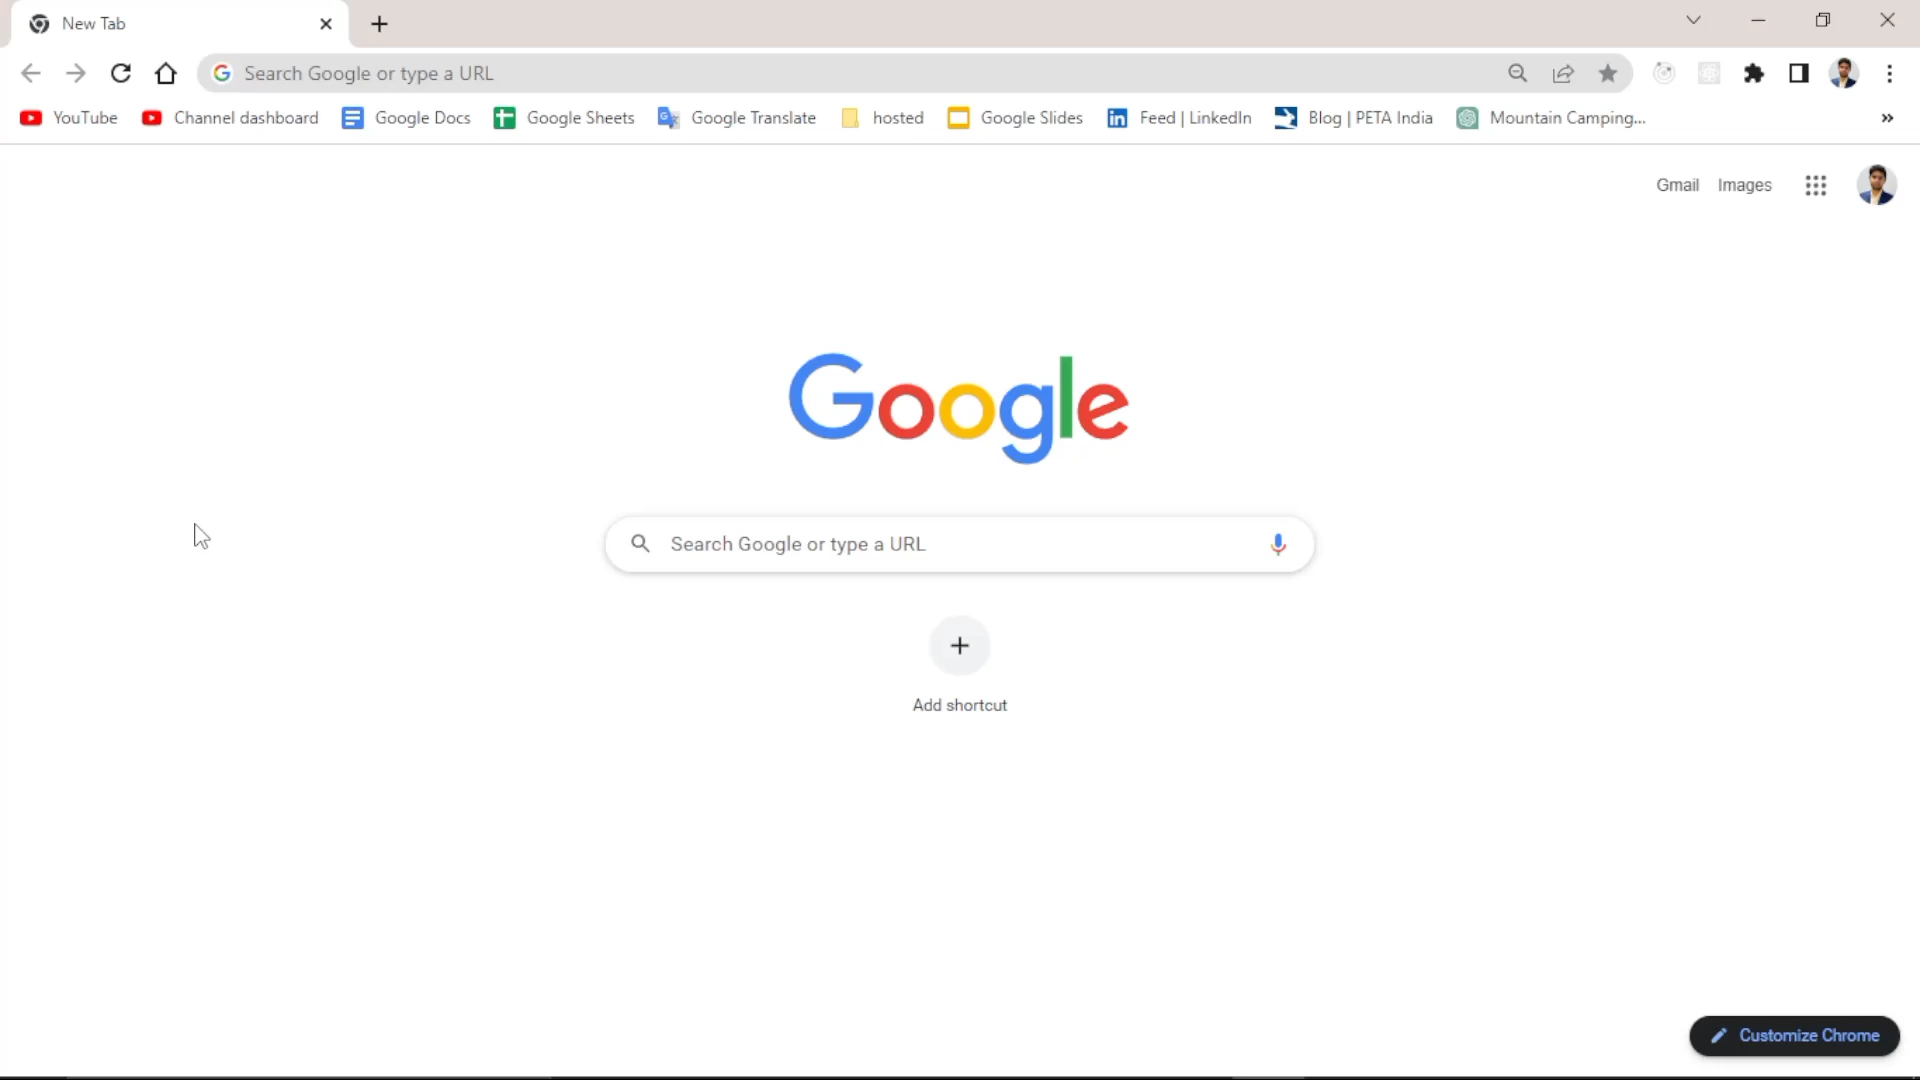 New Tab
Search Google or type a URL
YouTube Channel dashboard Google Docs Google Sheets Google Translate hosted Google Slides Feed | LinkedIn Blog | PETA India Mountain Camping...
Gmail Images
Google
Search Google or type a URL
Add shortcut
Customize Chrome